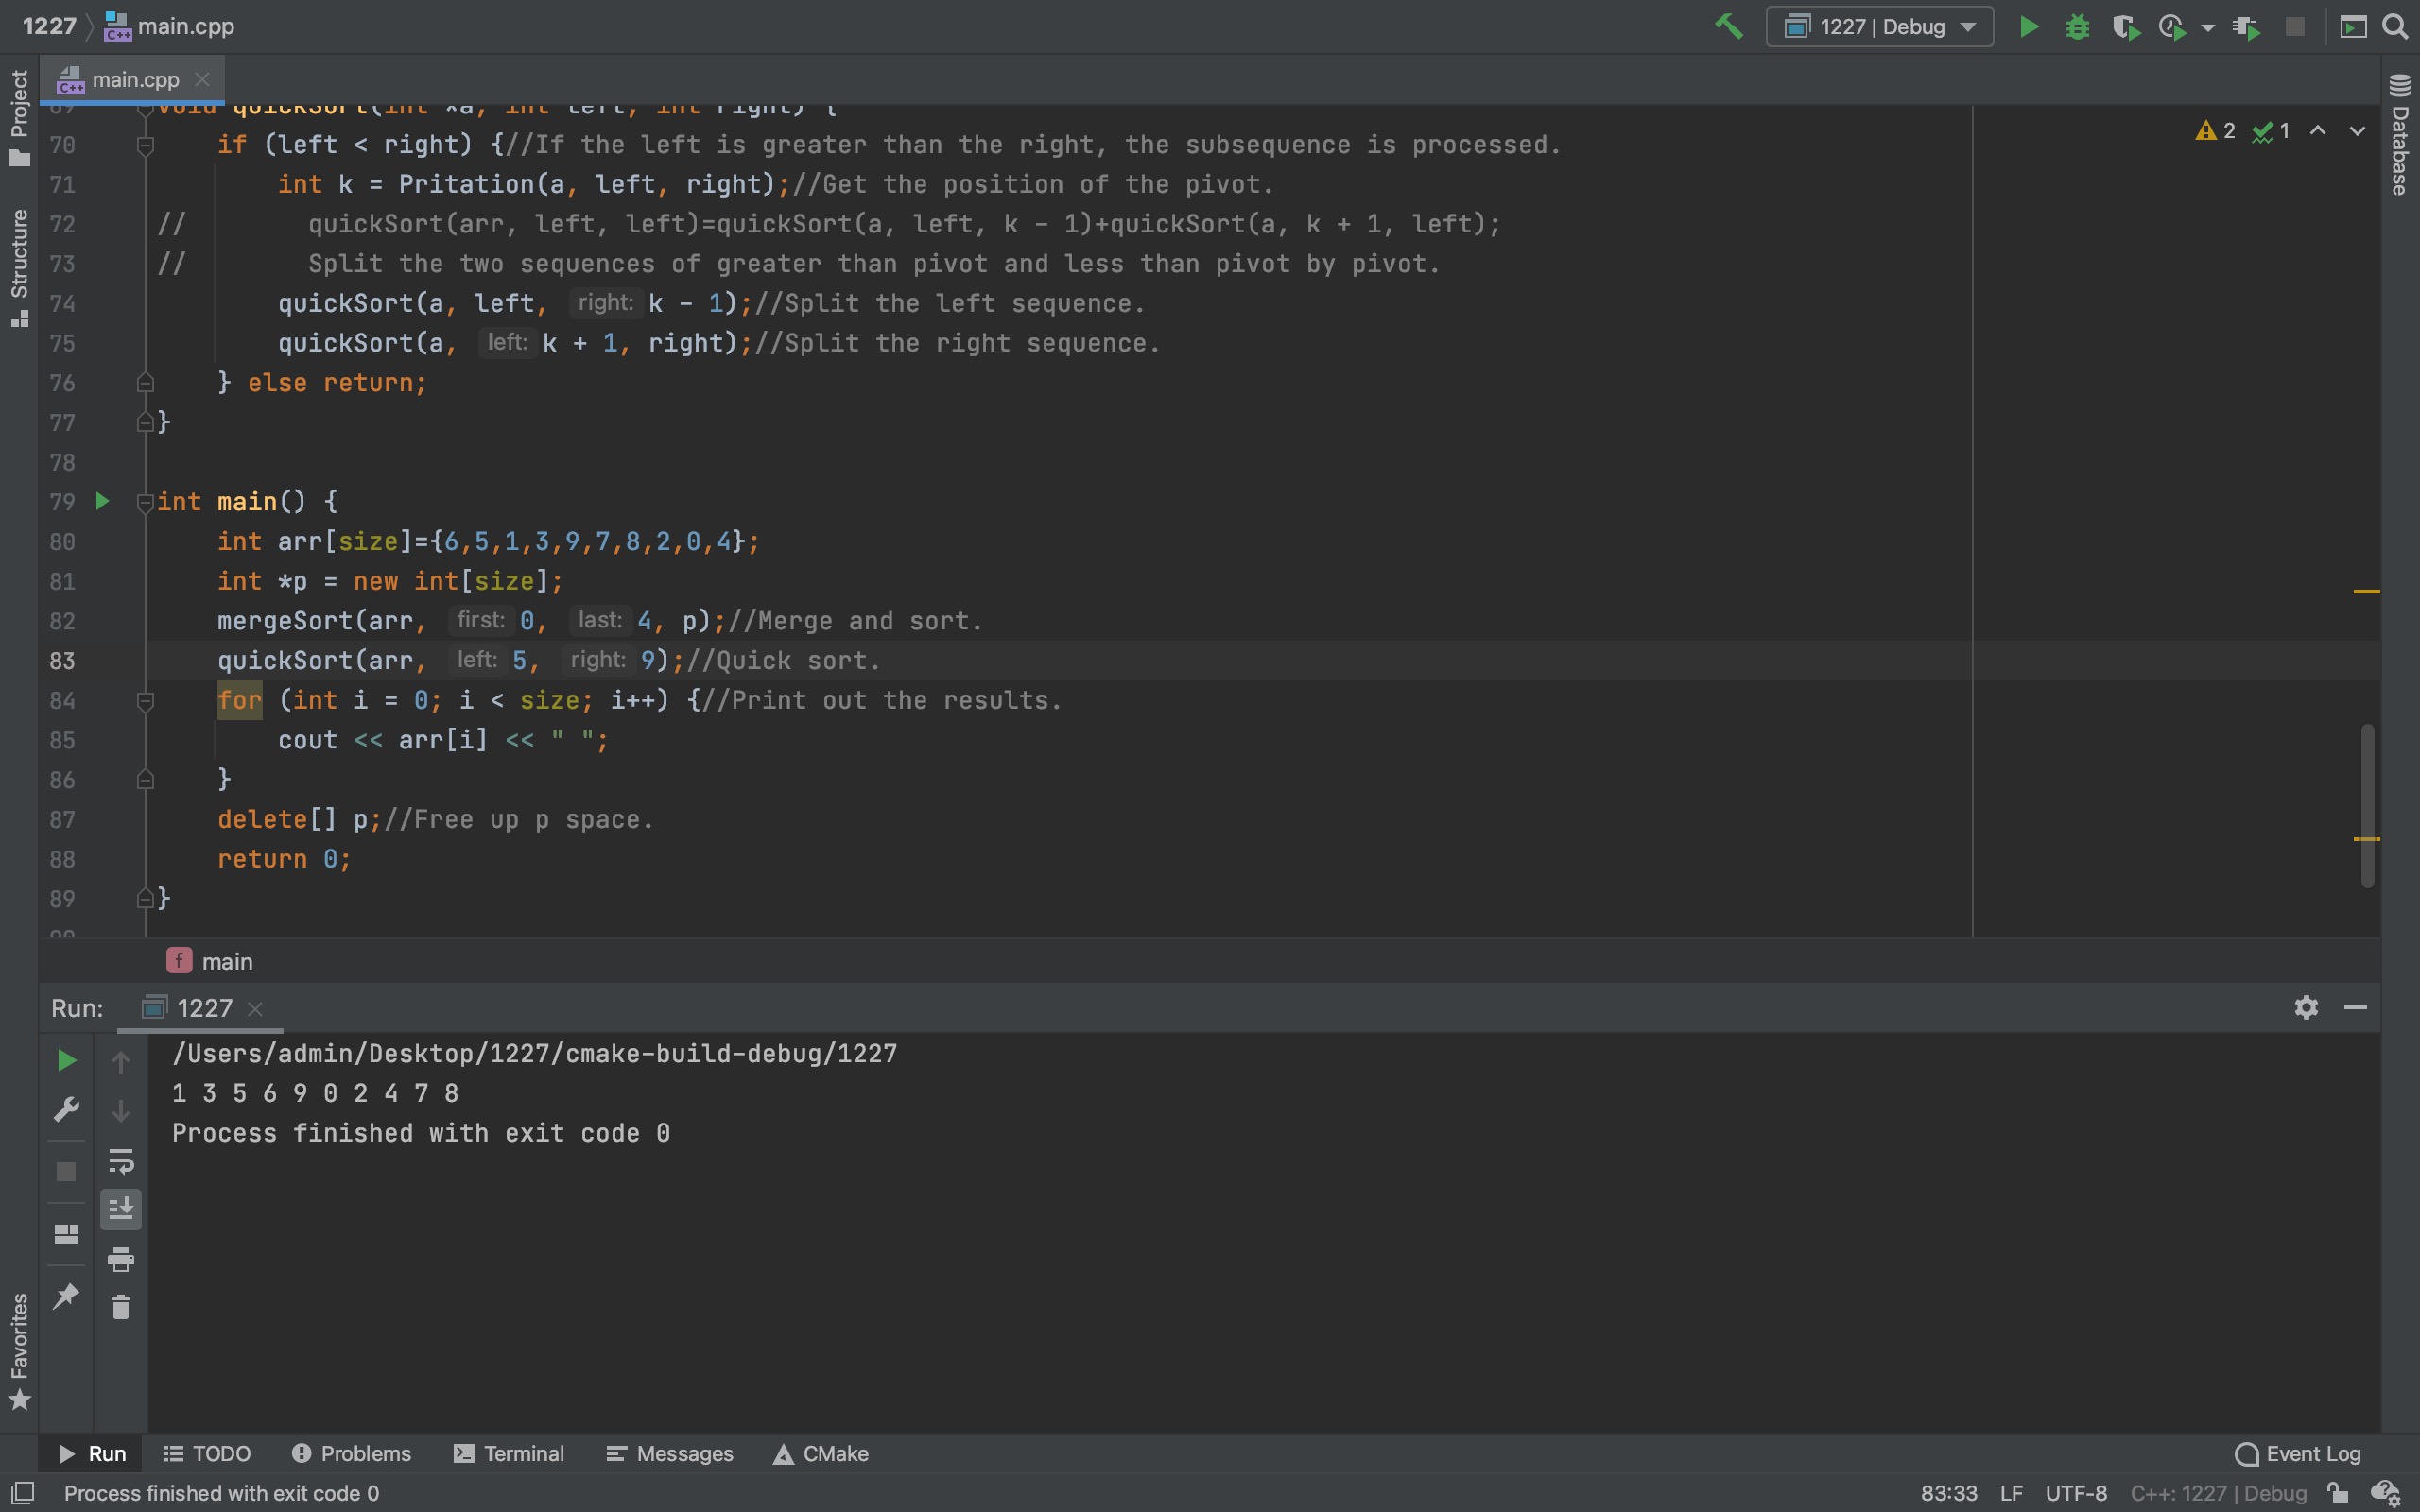 1227 main.cpp 1227 | Debug
main.cpp
Project
Structure
Favorites
Database
2 1
69 void quickSort(int *a, int left, int right) {
70 if (left < right) {//If the left is greater than the right, the subsequence is processed.
71 int k = Pritation(a, left, right);//Get the position of the pivot.
72 // quickSort(arr, left, left)=quickSort(a, left, k - 1)+quickSort(a, k + 1, left);
73 // Split the two sequences of greater than pivot and less than pivot by pivot.
74 quickSort(a, left, right: k - 1);//Split the left sequence.
75 quickSort(a, left: k + 1, right);//Split the right sequence.
76 } else return;
77 }
78
79 int main() {
80 int arr[size]={6,5,1,3,9,7,8,2,0,4};
81 int *p = new int[size];
82 mergeSort(arr, first: 0, last: 4, p);//Merge and sort.
83 quickSort(arr, left: 5, right: 9);//Quick sort.
84 for (int i = 0; i < size; i++) {//Print out the results.
85 cout << arr[i] << " ";
86 }
87 delete[] p;//Free up p space.
88 return 0;
89 }
90
f main
Run: 1227
/Users/admin/Desktop/1227/cmake-build-debug/1227
1 3 5 6 9 0 2 4 7 8
Process finished with exit code 0
Run TODO Problems Terminal Messages CMake Event Log
Process finished with exit code 0 83:33 LF UTF-8 C++: 1227 | Debug